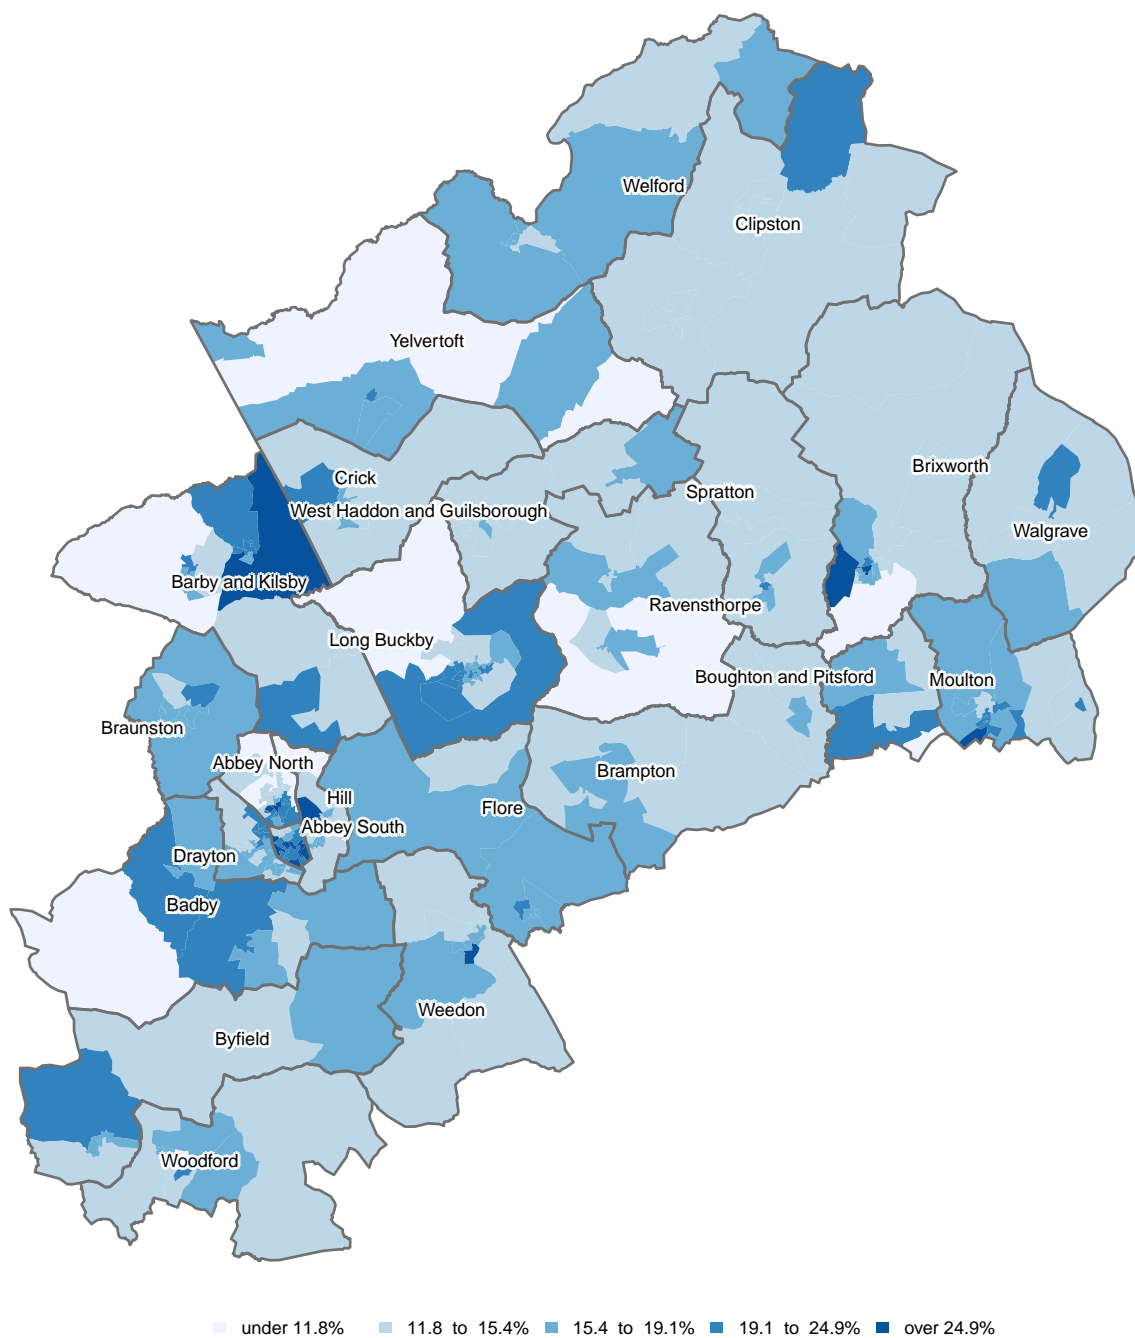 Welford
Clipston
Yelvertoft
Brixworth
Crick
Spratton
West Haddon and Guilsborough
Walgrave
Barby and Kilsby
Ravensthorpe
Long Buckby
Boughton and Pitsford
Moulton
Braunston
Abbey North
Brampton
Hill
Flore
Abbey South
Drayton
Badby
Weedon
Byfield
Woodford
under 11.8% 11.8 to 15.4% 15.4 to 19.1% 19.1 to 24.9% over 24.9%